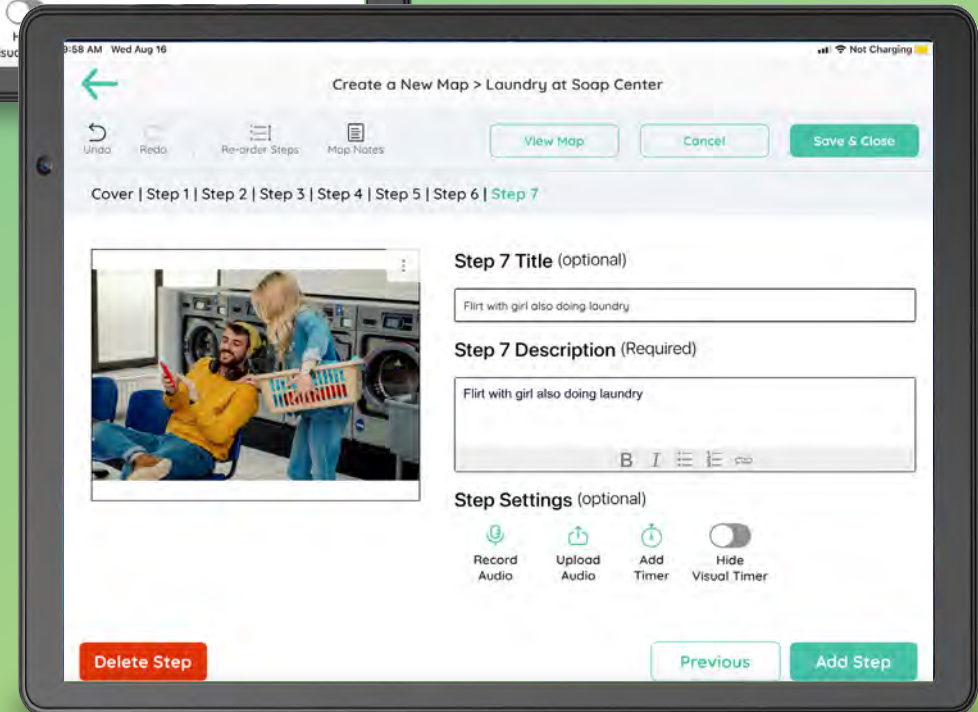 9:58 AM Wed Aug 16
Not Charging
Create a New Map > Laundry at Soap Center
Undo
Redo
Re-order Steps
Map Notes
View Map
Cancel
Save & Close
Cover | Step 1 | Step 2 | Step 3 | Step 4 | Step 5 | Step 6 | Step 7
Step 7 Title (optional)
Flirt with girl also doing laundry
Step 7 Description (Required)
Flirt with girl also doing laundry
B I
Step Settings (optional)
Record
Audio
Upload
Audio
Add
Timer
Hide
Visual Timer
Delete Step
Previous
Add Step